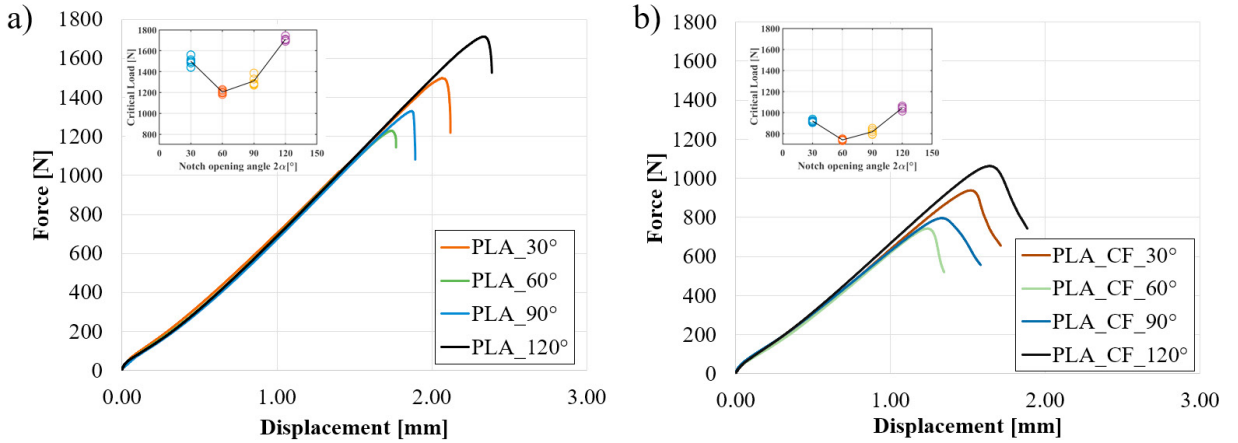 a)
1800
1600
1400
1200
1000
800
600
400
200
0
0.00 1.00 2.00 3.00
Force [N]
Displacement [mm]
1800
1600
1400
1200
1000
800
0 30 60 90 120 150
Critical Load [N]
Notch opening angle 2α[°]
PLA_30°
PLA_60°
PLA_90°
PLA_120°
b)
1800
1600
1400
1200
1000
800
600
400
200
0
0.00 1.00 2.00 3.00
Force [N]
Displacement [mm]
1800
1600
1400
1200
1000
800
0 30 60 90 120 150
Critical Load [N]
Notch opening angle 2α[°]
PLA_CF_30°
PLA_CF_60°
PLA_CF_90°
PLA_CF_120°